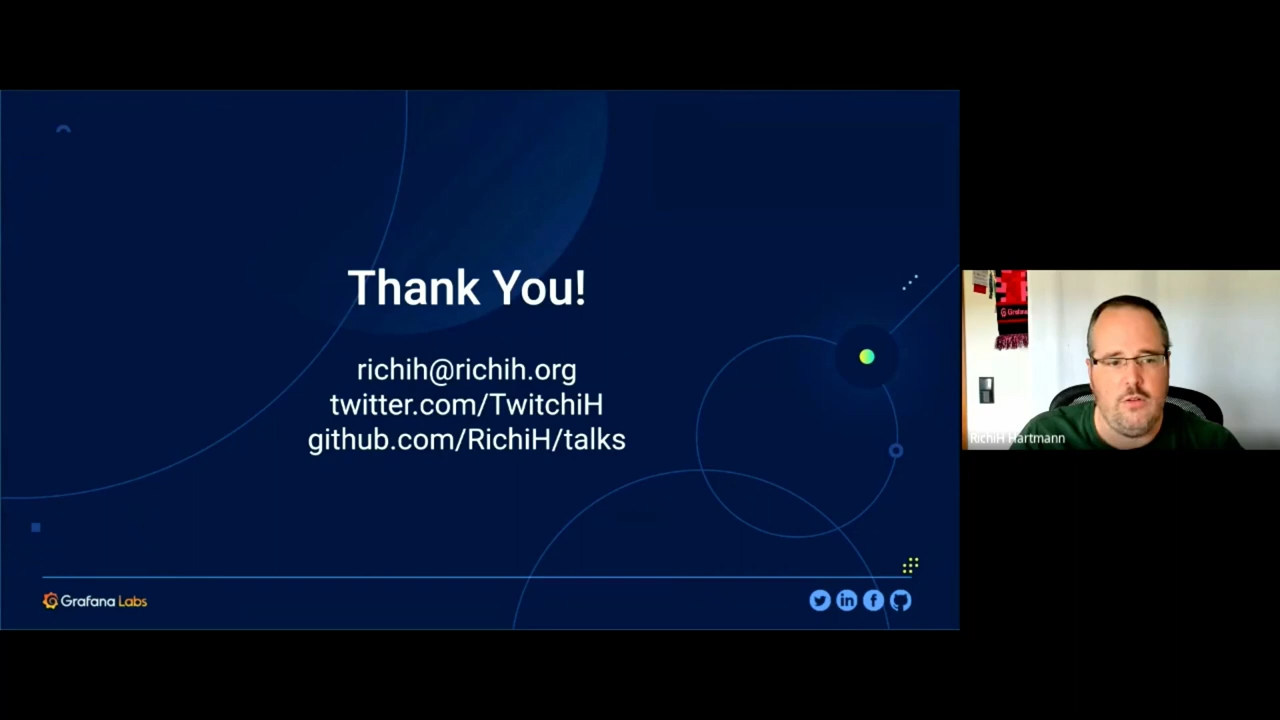 Thank You!
richih@richih.org
twitter.com/TwitchiH
github.com/RichiH/talks
Grafana Labs
RichiH Hartmann